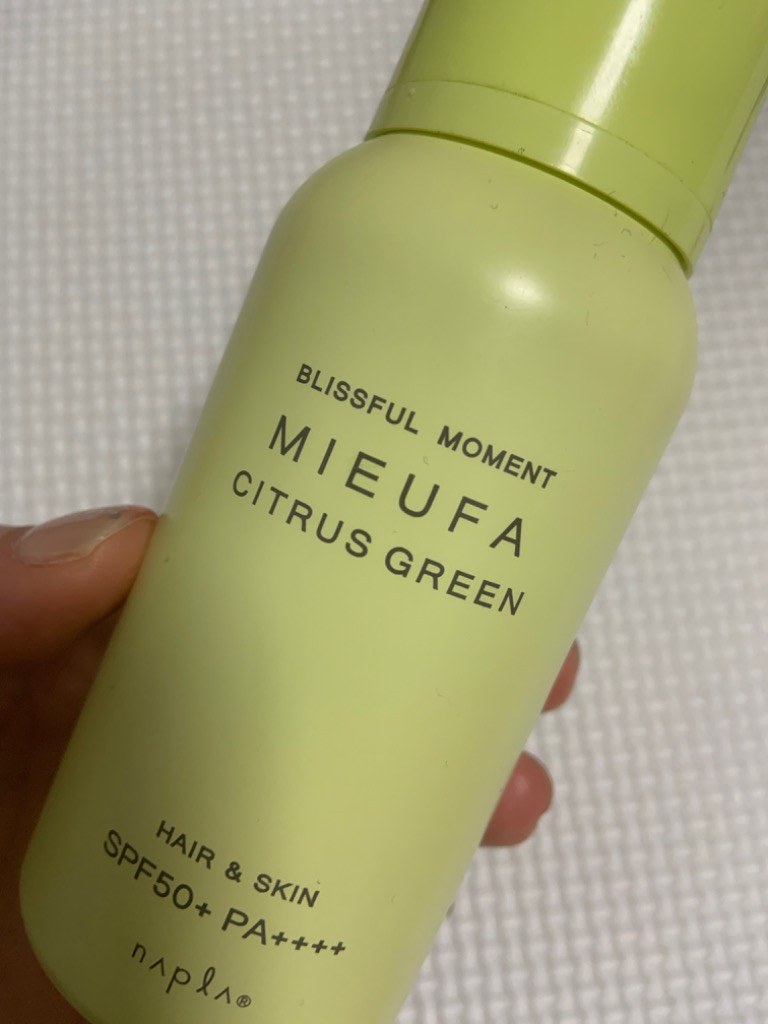 BLISSFUL MOMENT
MIEUFA
CITRUS GREEN
HAIR & SKIN
SPF50+ PA++++
napla®